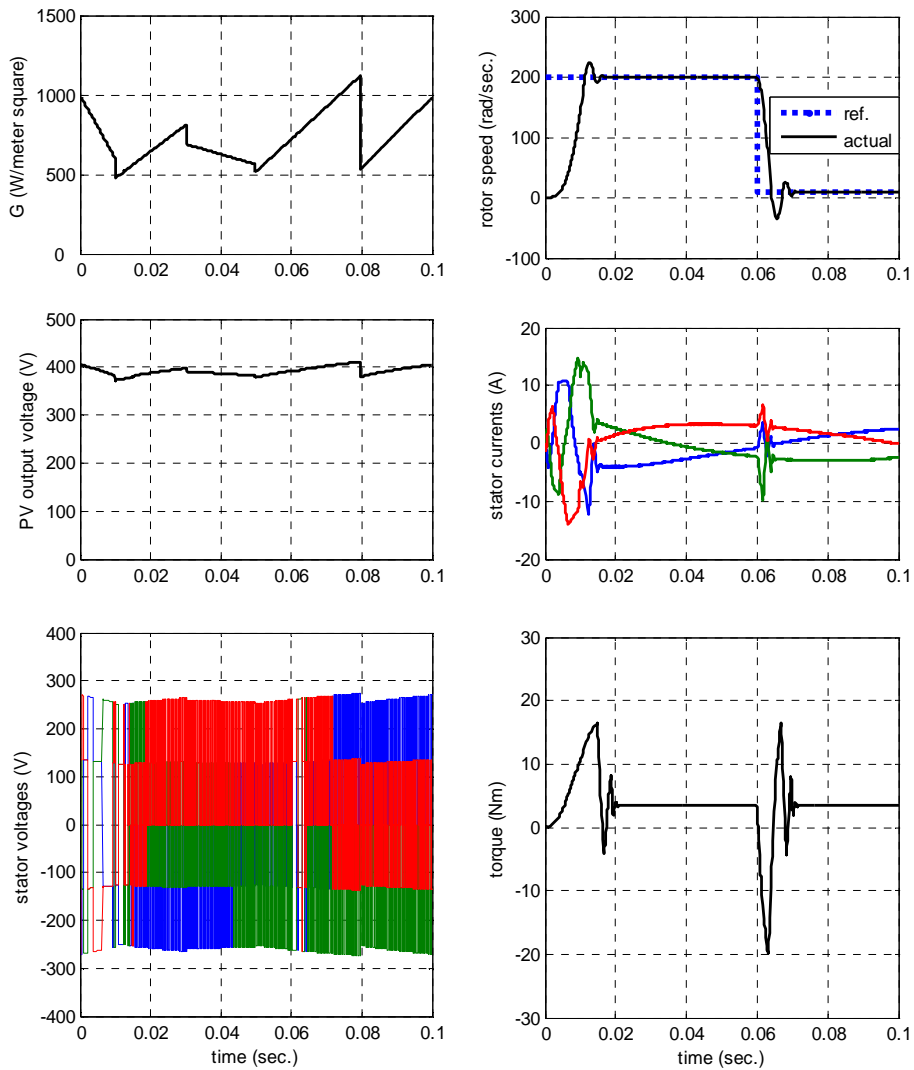 G (W/meter square)
1500
1000
500
0
0 0.02 0.04 0.06 0.08 0.1
rotor speed (rad/sec.)
300
200
100
0
-100
ref.
actual
0 0.02 0.04 0.06 0.08 0.1
PV output voltage (V)
500
400
300
200
100
0
0 0.02 0.04 0.06 0.08 0.1
stator currents (A)
20
10
0
-10
-20
0 0.02 0.04 0.06 0.08 0.1
stator voltages (V)
400
300
200
100
0
-100
-200
-300
-400
0 0.02 0.04 0.06 0.08 0.1
time (sec.)
torque (Nm)
30
20
10
0
-10
-20
-30
0 0.02 0.04 0.06 0.08 0.1
time (sec.)